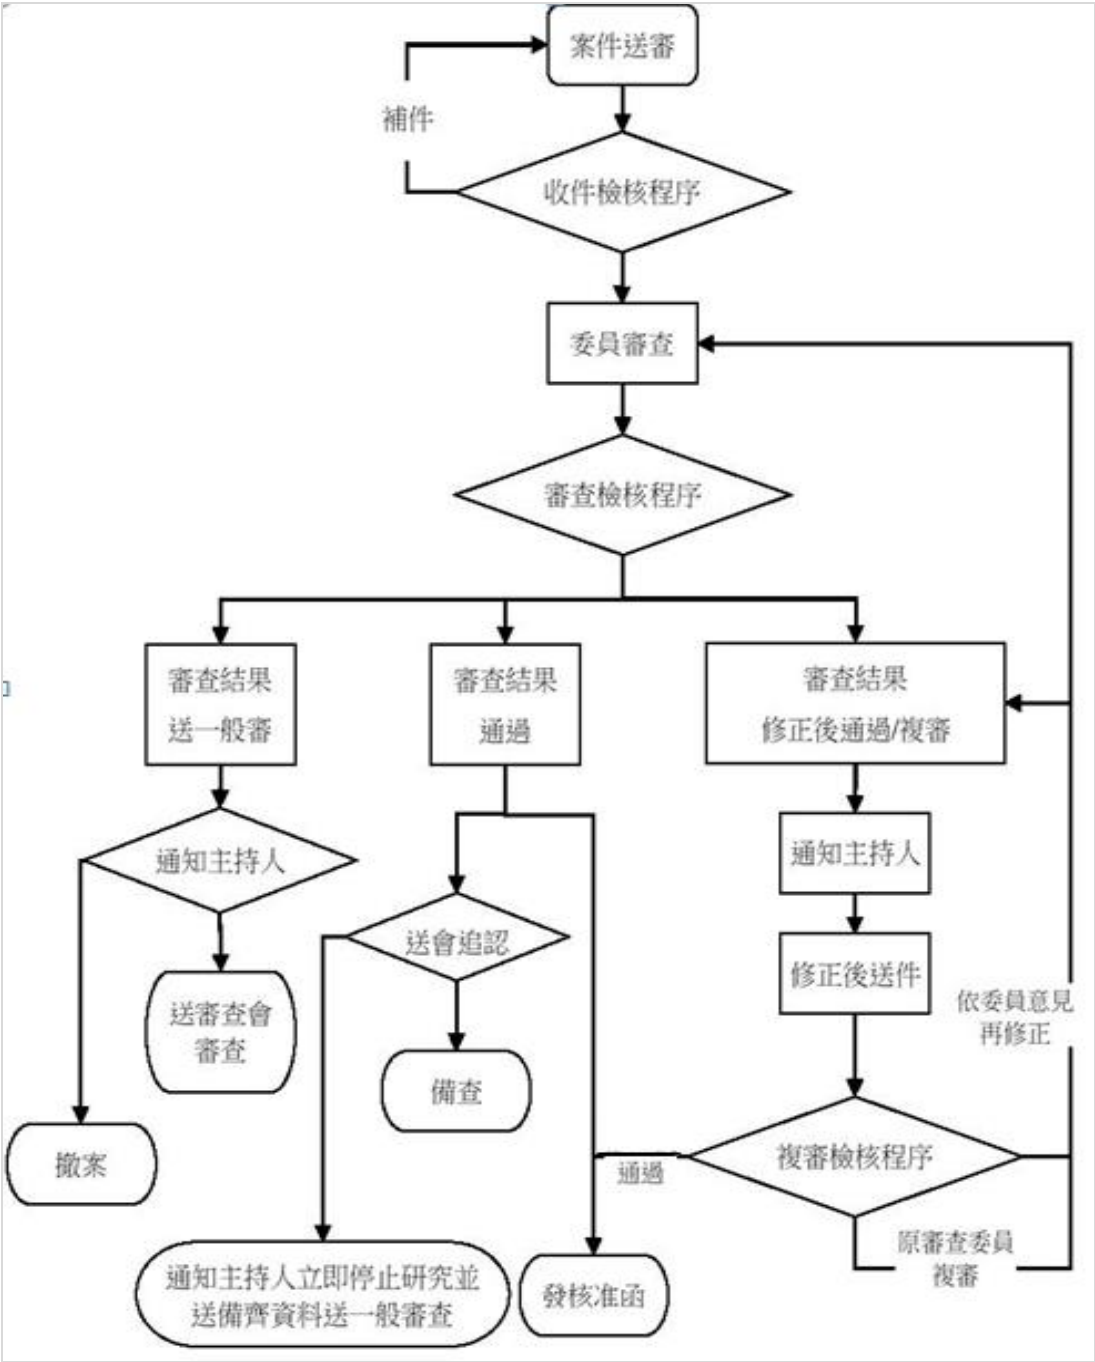 案件送審
補件
收件檢核程序
委員審查
審查檢核程序
審查結果
送一般審
審查結果
通過
審查結果
修正後通過/複審
通知主持人
通知主持人
送會追認
修正後送件
送審查會
審查
備查
依委員意見
再修正
撤案
通過
複審檢核程序
原審查委員
複審
通知主持人立即停止研究並
送備齊資料送一般審查
發核准函